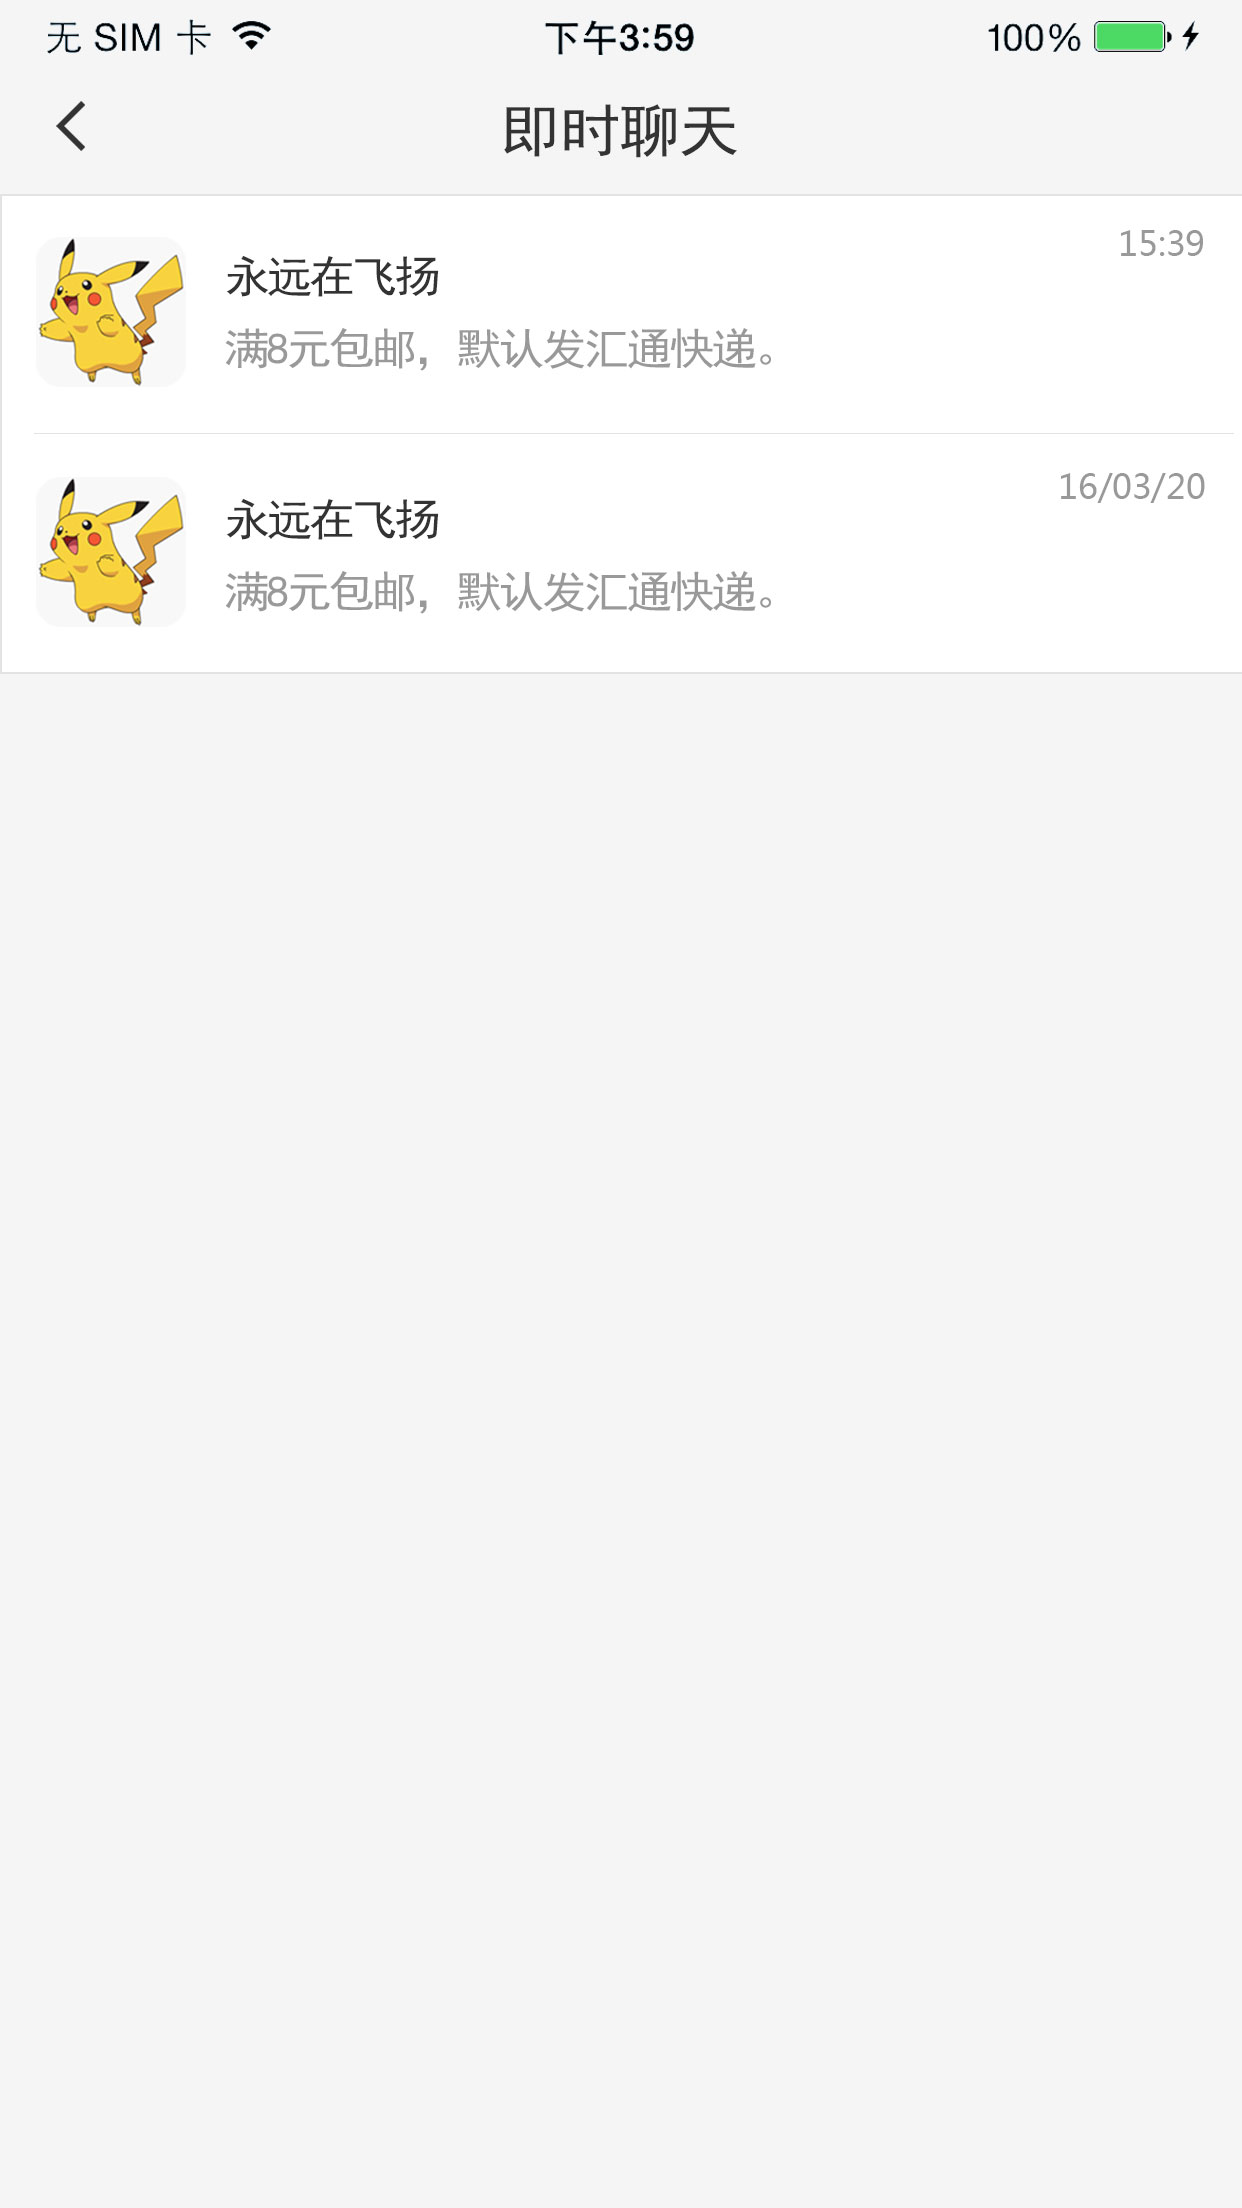 无 SIM 卡 下午3:59 100%
即时聊天
永远在飞扬 15:39
满8元包邮，默认发汇通快递。
永远在飞扬 16/03/20
满8元包邮，默认发汇通快递。